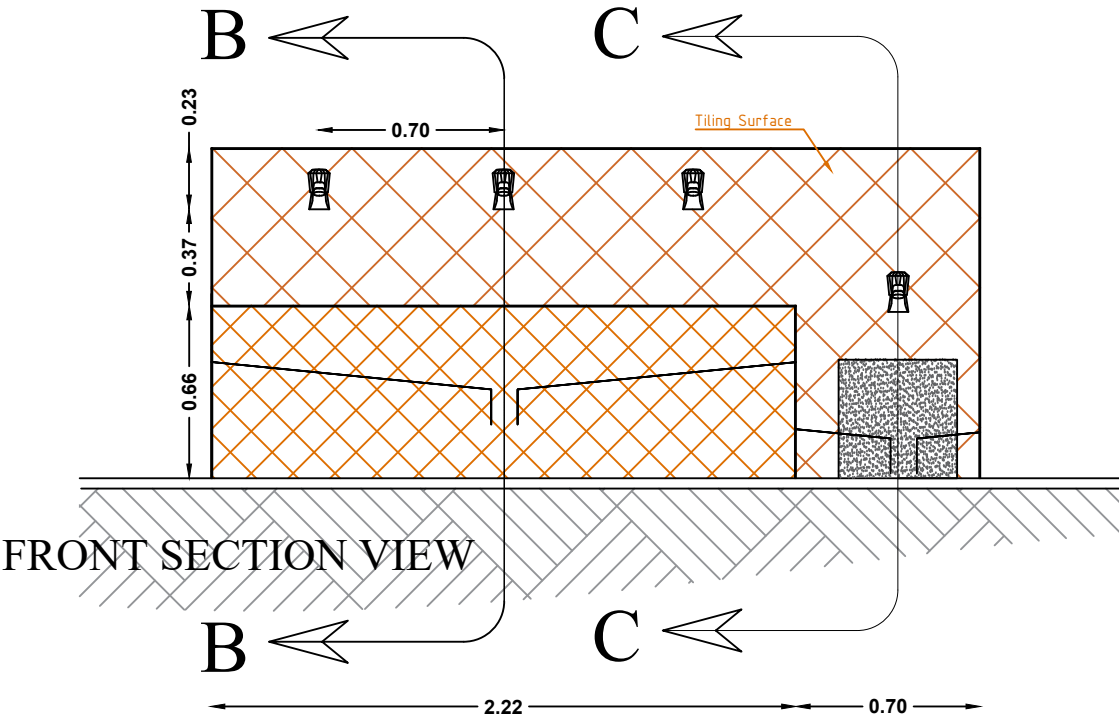 B
C
0.23
0.70
Tiling Surface
0.37
0.66
FRONT SECTION VIEW
B
C
2.22
0.70